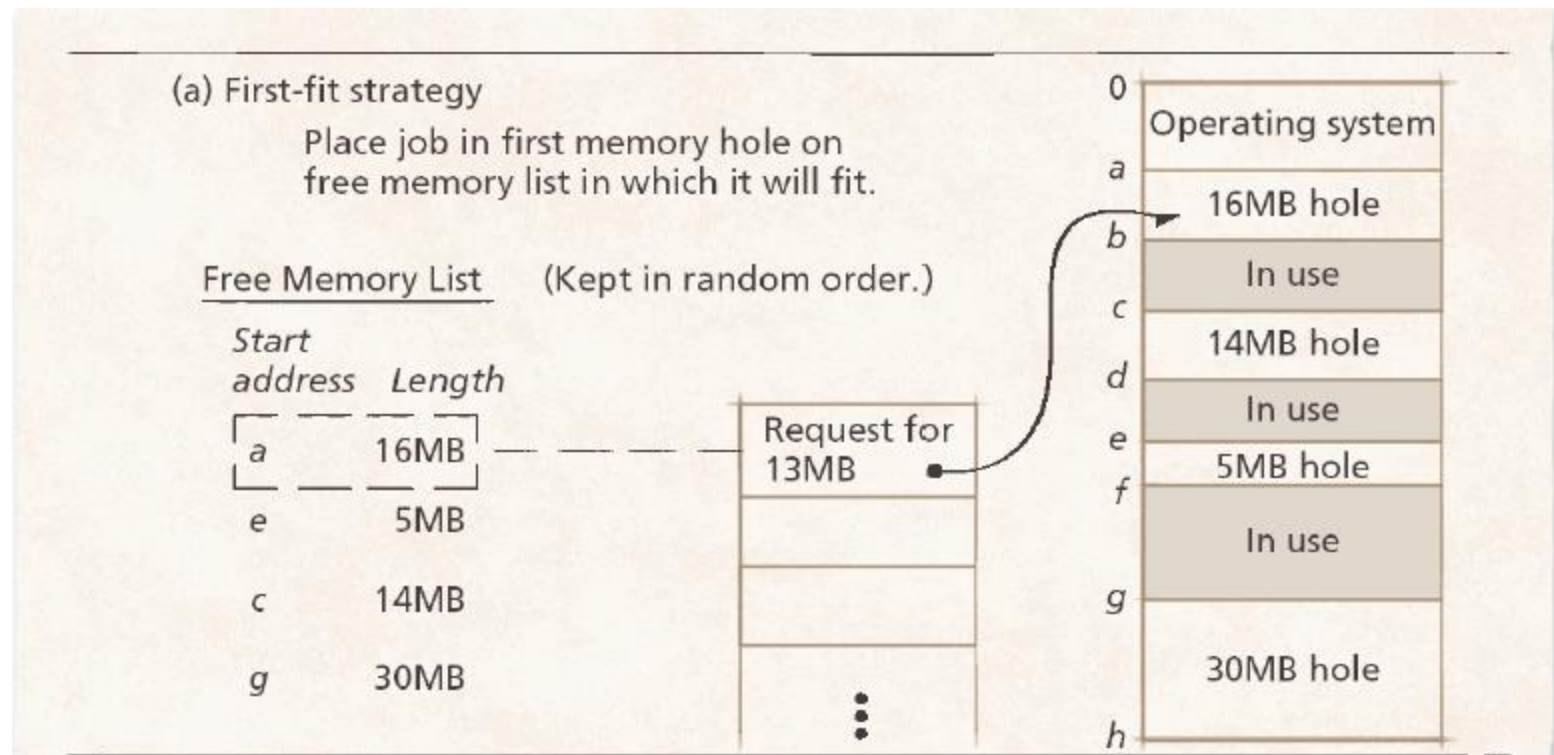 (a) First-fit strategy
Place job in first memory hole on
free memory list in which it will fit.
Free Memory List (Kept in random order.)
Start
address Length
a 16MB
e 5MB
c 14MB
g 30MB
Request for
13MB
0
Operating system
a
16MB hole
b
In use
c
14MB hole
d
In use
e
5MB hole
f
In use
g
30MB hole
h